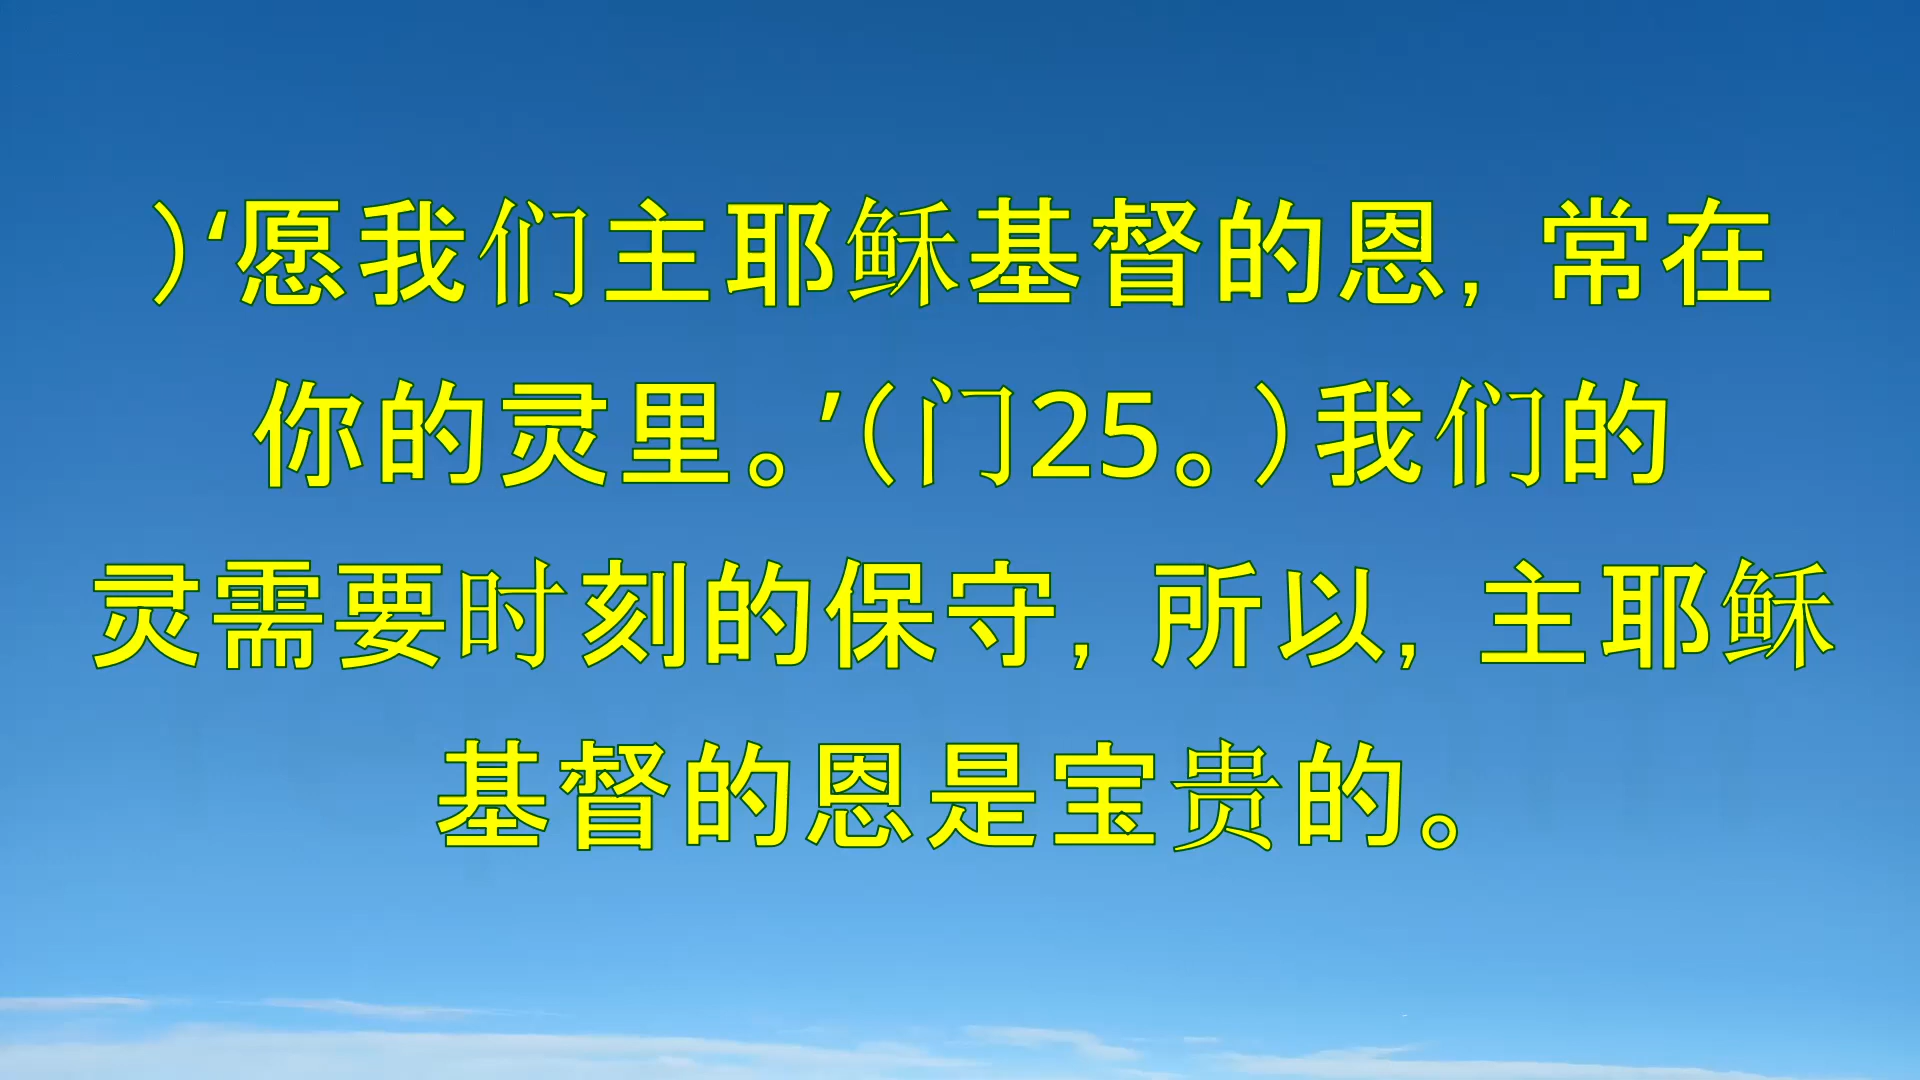 ）‘愿我们主耶稣基督的恩，常在
你的灵里。’（门25。）我们的
灵需要时刻的保守，所以，主耶稣
基督的恩是宝贵的。